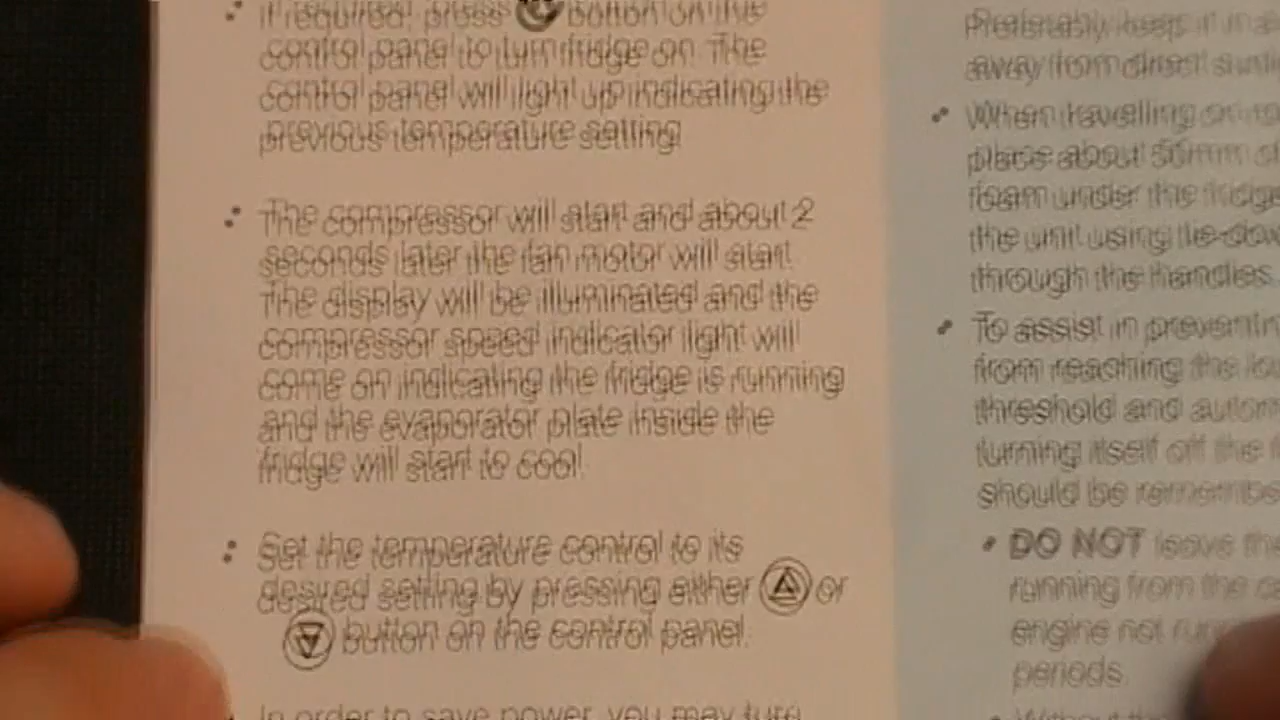 If required, press button on the
control panel to turn fridge on. The
control panel will light up indicating the
previous temperature setting.
• The compressor will start and about 2
seconds later the fan motor will start.
The display will be illuminated and the
compressor speed indicator light will
come on indicating the fridge is running
and the evaporator plate inside the
fridge will start to cool.
• Set the temperature control to its
desired setting by pressing either or
button on the control panel.
In order to save power, you may turn
Preferably keep it in a
away from direct
• When travelling on
place about 50mm
foam under the fridge
the unit using
through the handles.
• To assist in
from reaching the
threshold and
turning itself off the
should be
• DO NOT leave the
running from the
engine not
periods.
• Without